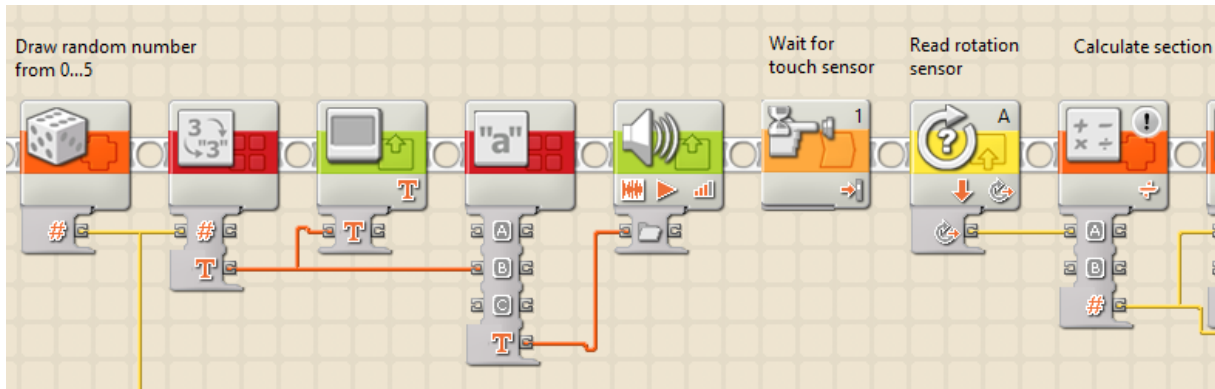 Draw random number
from 0...5
Wait for
touch sensor
Read rotation
sensor
Calculate section
3
"3"
"a"
1
A
+ -
× ÷
!
T
÷
#
#
T
T
A
B
C
T
A
B
#